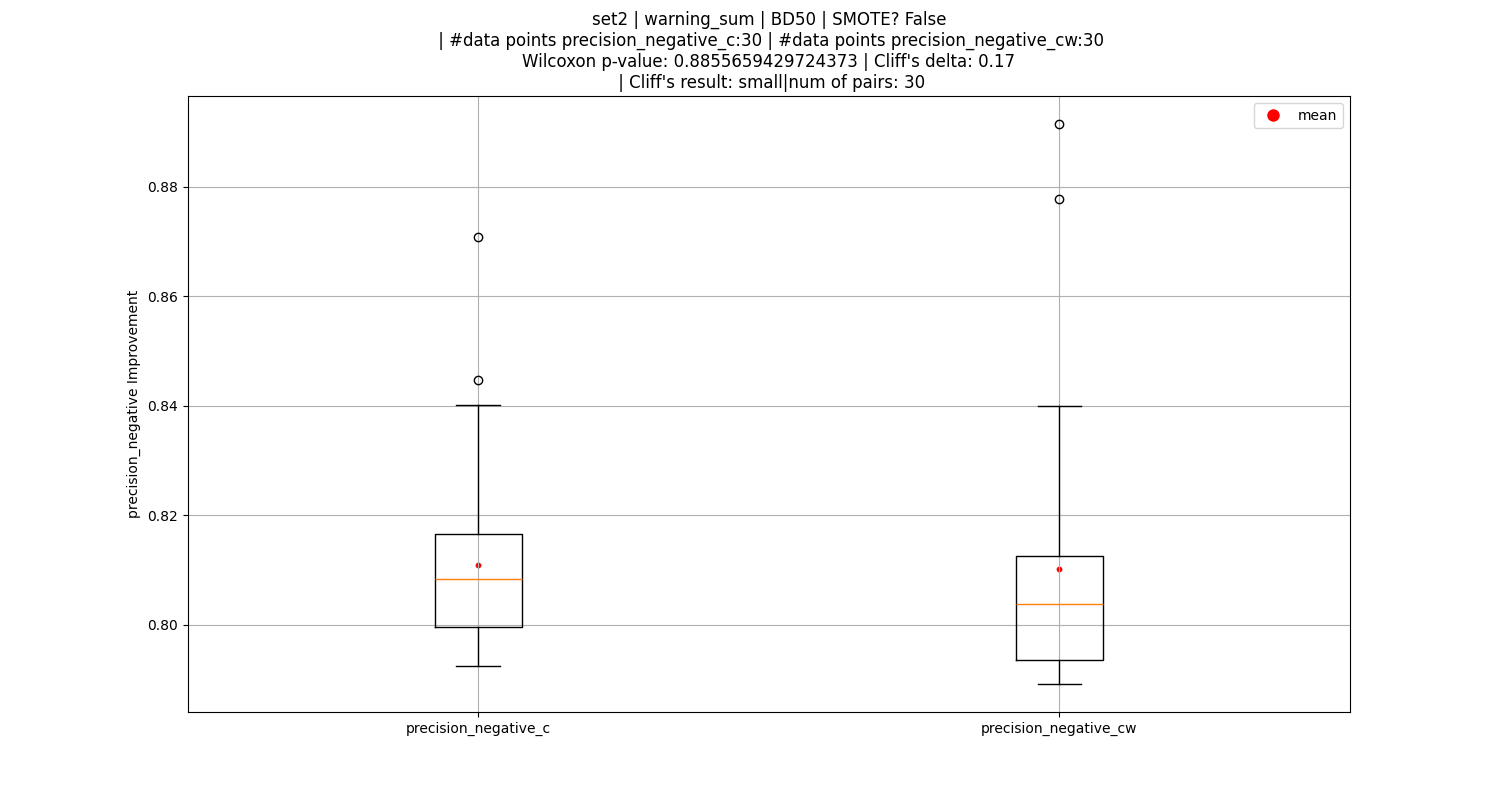 set2 | warning_sum | BD50 | SMOTE? False
| #data points precision_negative_c:30 | #data points precision_negative_cw:30
Wilcoxon p-value: 0.8855659429724373 | Cliff's delta: 0.17
| Cliff's result: small|num of pairs: 30
mean
0.88
0.86
0.84
0.82
0.80
precision_negative Improvement
precision_negative_c
precision_negative_cw